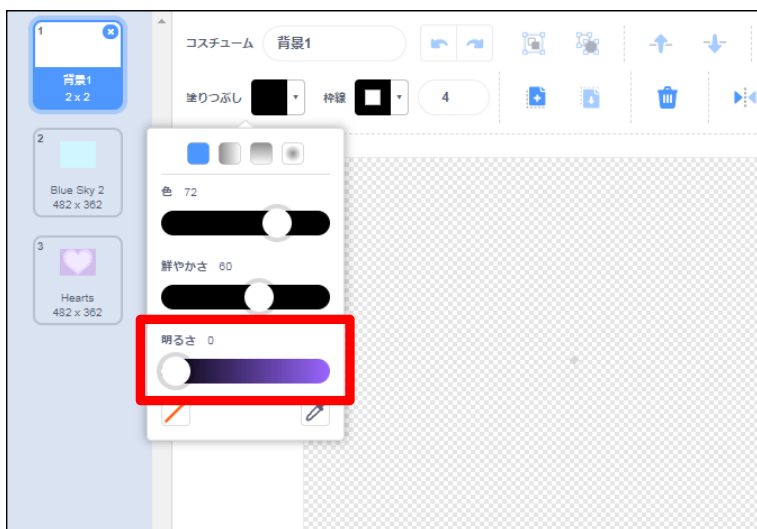 1
背景1
2 x 2
2
Blue Sky 2
482 x 362
3
Hearts
482 x 362
コスチューム 背景1
塗りつぶし 枠線 4
色 72
鮮やかさ 60
明るさ 0